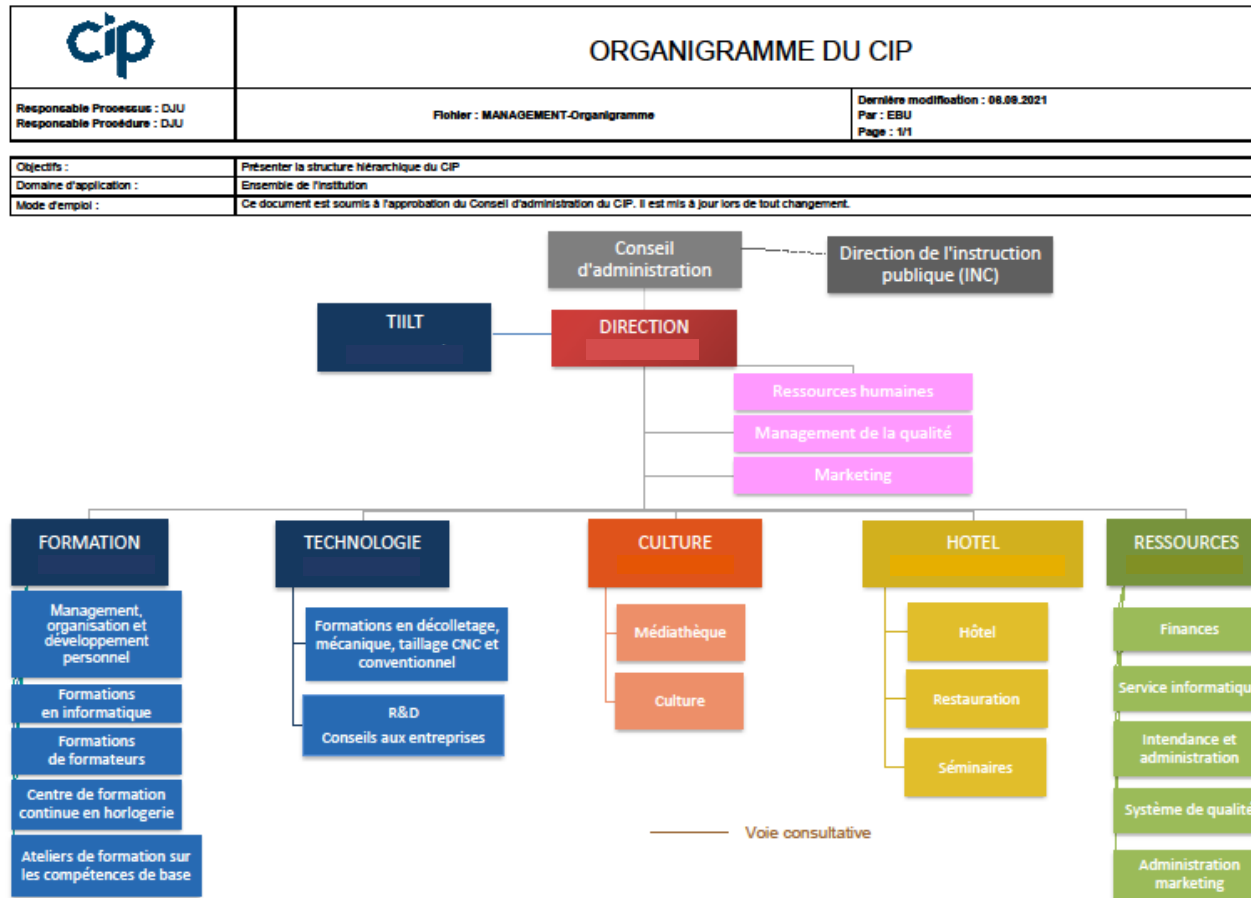 cip
ORGANIGRAMME DU CIP
Responsable Processus : DJU
Responsable Procédure : DJU
Fichier : MANAGEMENT-Organigramme
Dernière modification : 06.09.2021
Par : EBU
Page : 1/1
Objectifs :
Présenter la structure hiérarchique du CIP
Domaine d'application :
Ensemble de l'institution
Mode d'emploi :
Ce document est soumis à l'approbation du Conseil d'administration du CIP. Il est mis à jour lors de tout changement.
Conseil
d'administration
Direction de l'instruction
publique (INC)
TIILT
DIRECTION
Ressources humaines
Management de la qualité
Marketing
FORMATION
TECHNOLOGIE
CULTURE
HOTEL
RESSOURCES
Management,
organisation et
développement
personnel
Formations
en informatique
Formations
de formateurs
Centre de formation
continue en horlogerie
Ateliers de formation sur
les compétences de base
Formations en décolletage,
mécanique, taillage CNC et
conventionnel
R&D
Conseils aux entreprises
Médiathèque
Culture
Hôtel
Restauration
Séminaires
Finances
Service informatique
Intendance et
administration
Système de qualité
Administration
marketing
Voie consultative